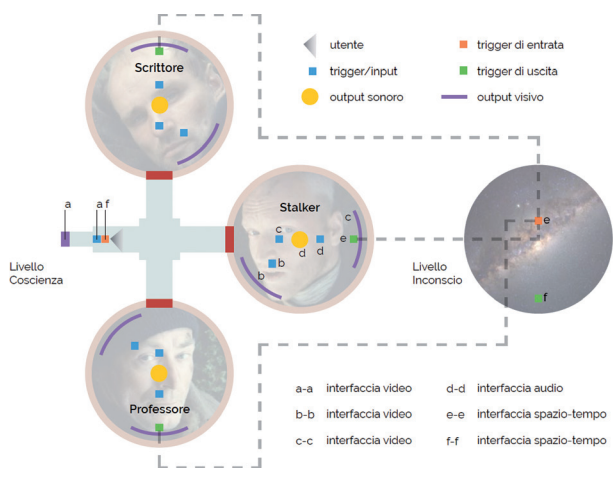 utente
trigger/input
output sonoro
trigger di entrata
trigger di uscita
output visivo
Scrittore
Stalker
Professore
a
a f
c
c
d
d
e
b
b
e
f
Livello
Coscienza
Livello
Inconscio
a-a interfaccia video
b-b interfaccia video
c-c interfaccia video
d-d interfaccia audio
e-e interfaccia spazio-tempo
f-f interfaccia spazio-tempo